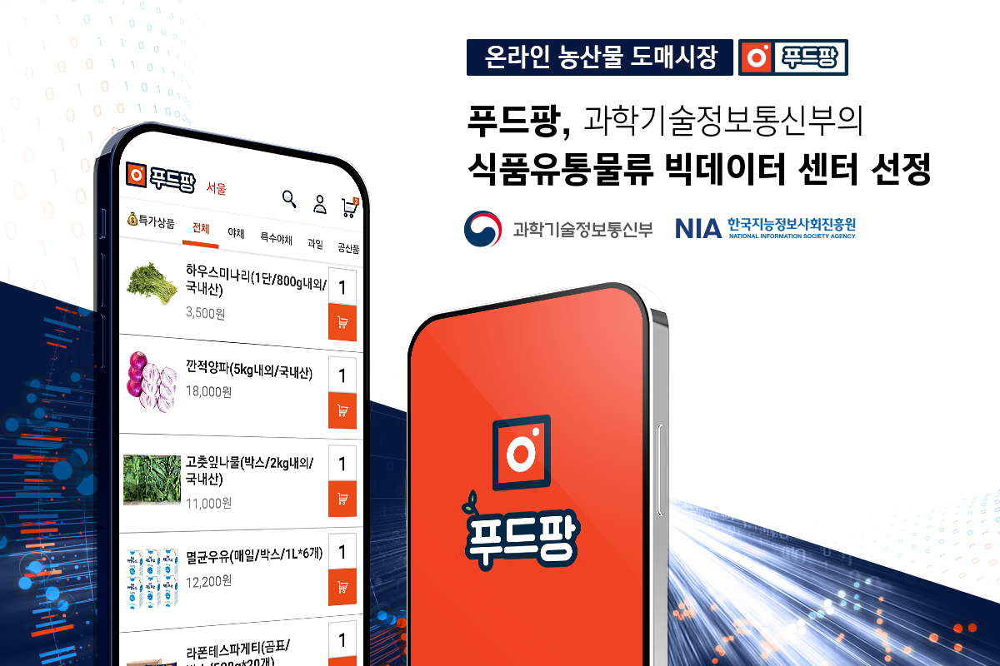 온라인 농산물 도매시장 푸드팡
푸드팡, 과학기술정보통신부의
식품유통물류 빅데이터 센터 선정
과학기술정보통신부 NIA 한국지능정보사회진흥원
NATIONAL INFORMATION SOCIETY AGENCY
푸드팡 서울
2
특가상품 전체 야채 특수야채 과일 공산품
하우스미나리(1단/800g내외/
국내산)
3,500원
1
깐적양파(5kg내외/국내산)
18,000원
1
고춧잎나물(박스/2kg내외/
국내산)
11,000원
1
멸균우유(매일/박스/1L*6개)
12,200원
1
라폰테스파게티(곰표/
박스/500g*20개)
1
푸드팡